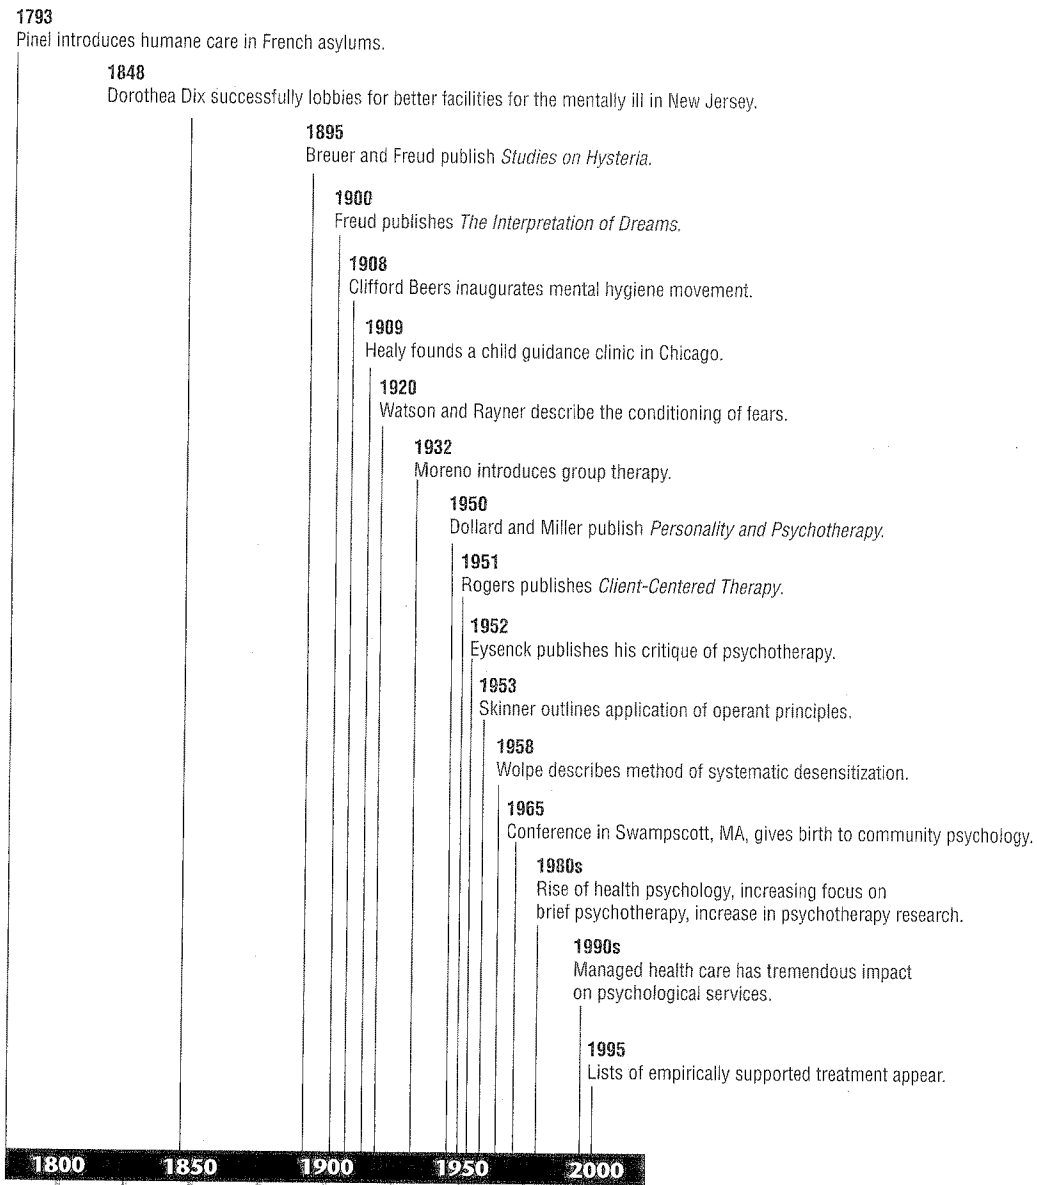 1793
Pinel introduces humane care in French asylums.
1848
Dorothea Dix successfully lobbies for better facilities for the mentally ill in New Jersey.
1895
Breuer and Freud publish Studies on Hysteria.
1900
Freud publishes The Interpretation of Dreams.
1908
Clifford Beers inaugurates mental hygiene movement.
1909
Healy founds a child guidance clinic in Chicago.
1920
Watson and Rayner describe the conditioning of fears.
1932
Moreno introduces group therapy.
1950
Dollard and Miller publish Personality and Psychotherapy.
1951
Rogers publishes Client-Centered Therapy.
1952
Eysenck publishes his critique of psychotherapy.
1953
Skinner outlines application of operant principles.
1958
Wolpe describes method of systematic desensitization.
1965
Conference in Swampscott, MA, gives birth to community psychology.
1980s
Rise of health psychology, increasing focus on
brief psychotherapy, increase in psychotherapy research.
1990s
Managed health care has tremendous impact
on psychological services.
1995
Lists of empirically supported treatment appear.
1800 1850 1900 1950 2000